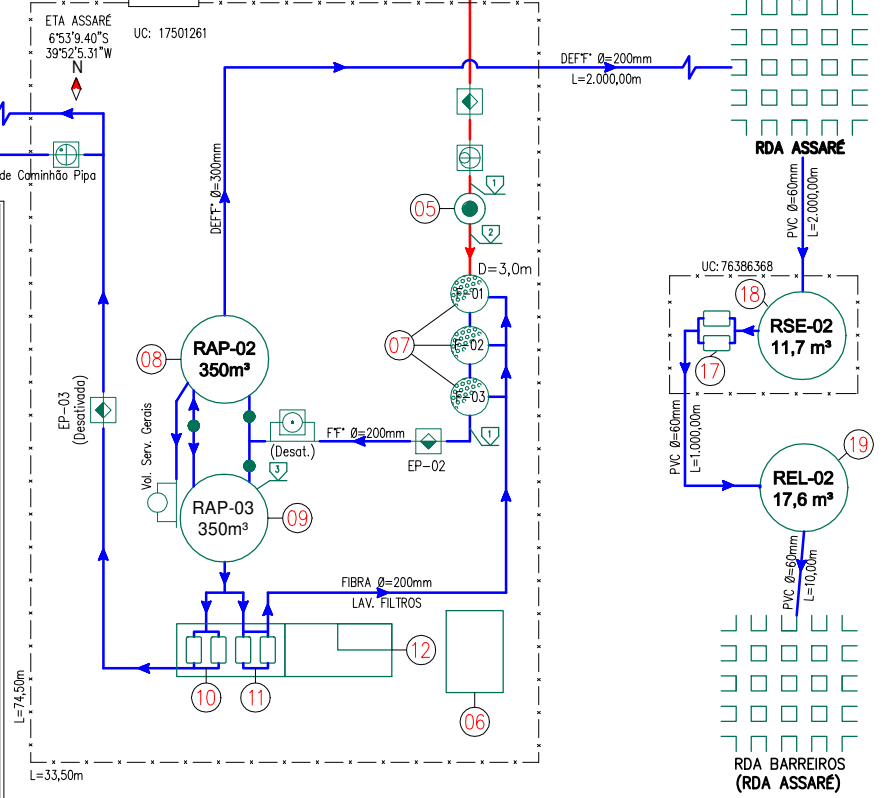 ETA ASSARÉ
6°53'9.40"S
39°52'5.31"W
N
UC: 17501261
DEFºFº Ø=200mm
L=2.000,00m
RDA ASSARÉ
de Caminhão Pipa
DEFºFº Ø=300mm
1
05
2
D=3,0m
PVC Ø=60mm
L=2.000,00m
UC: 76386368
F-01
18
RSE-02
11,7 m³
07
F-02
17
08
RAP-02
350m³
F-03
EP-03
(Desativada)
Vol. Serv. Gerais
(Desat.)
FºFº Ø=200mm
EP-02
1
PVC Ø=60mm
L=1.000,00m
19
3
REL-02
17,6 m³
RAP-03
350m³
09
FIBRA Ø=200mm
LAV. FILTROS
PVC Ø=60mm
L=10,00m
12
10
11
06
L=74,50m
L=33,50m
RDA BARREIROS
(RDA ASSARÉ)